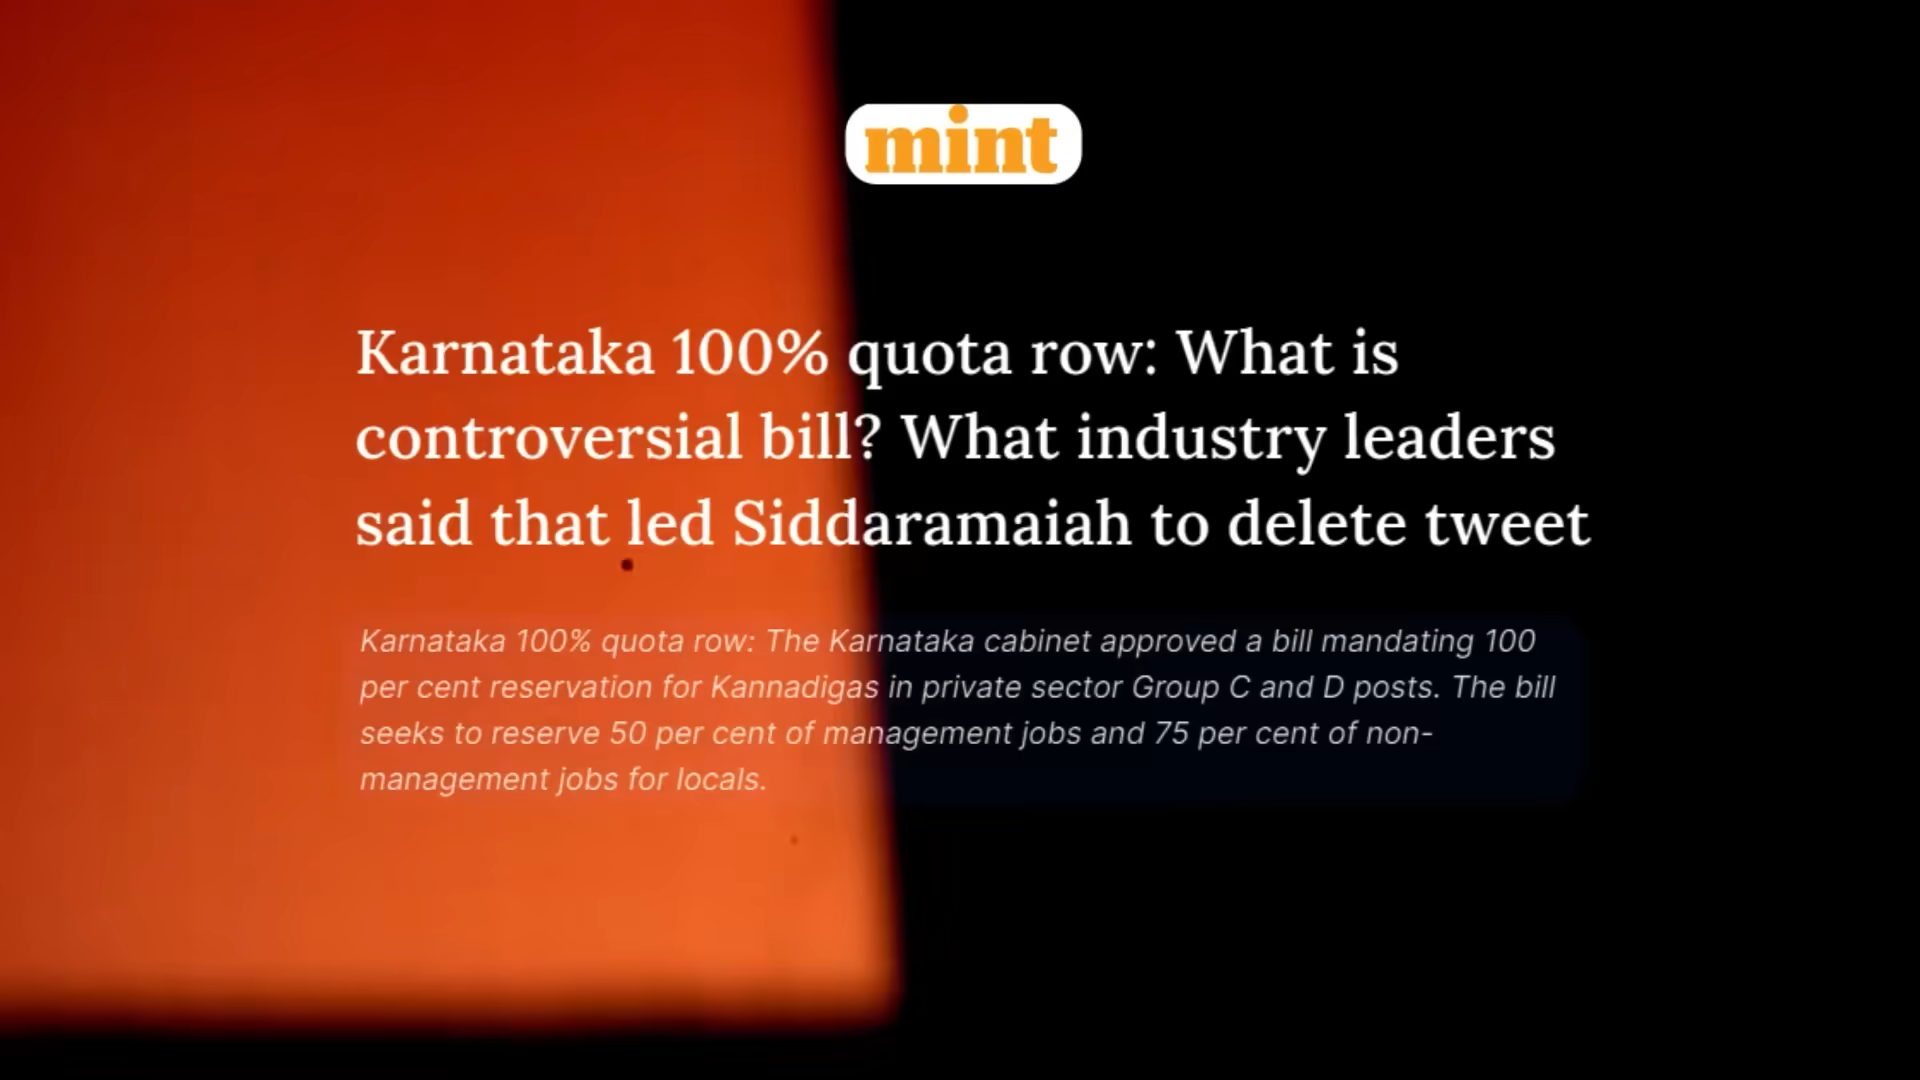 mint
Karnataka 100% quota row: What is
controversial bill? What industry leaders
said that led Siddaramaiah to delete tweet
Karnataka 100% quota row: The Karnataka cabinet approved a bill mandating 100
per cent reservation for Kannadigas in private sector Group C and D posts. The bill
seeks to reserve 50 per cent of management jobs and 75 per cent of non-
management jobs for locals.